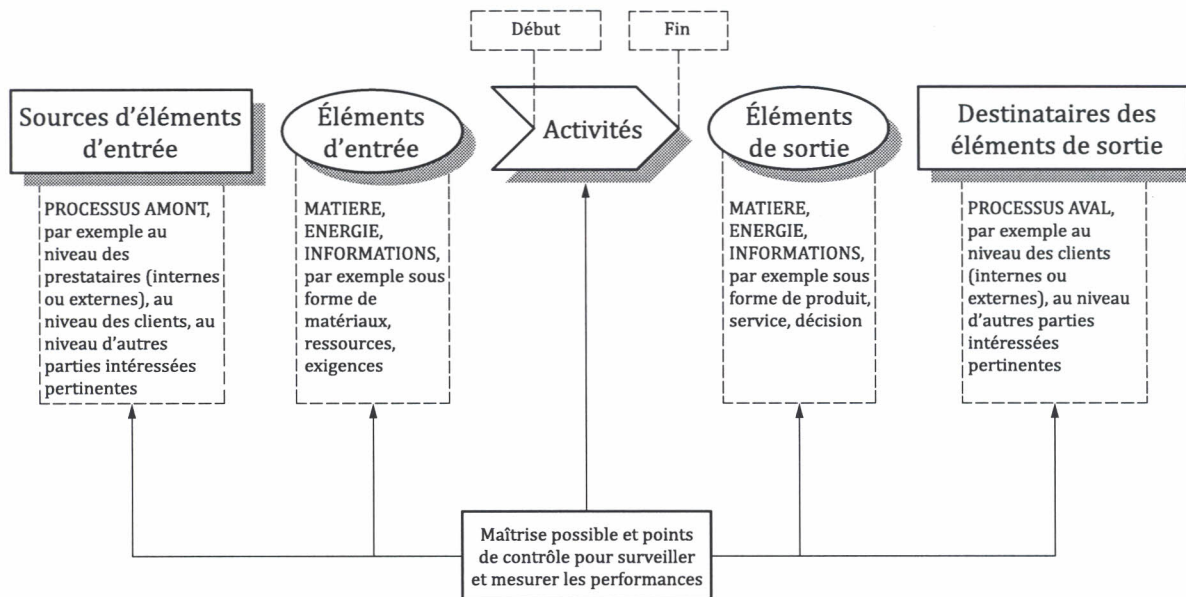 Début
Fin
Sources d'éléments
d'entrée
Éléments
d'entrée
Activités
Éléments
de sortie
Destinataires des
éléments de sortie
PROCESSUS AMONT,
par exemple au
niveau des
prestataires (internes
ou externes), au
niveau des clients, au
niveau d'autres
parties intéressées
pertinentes
MATIERE,
ENERGIE,
INFORMATIONS,
par exemple sous
forme de
matériaux,
ressources,
exigences
MATIERE,
ENERGIE,
INFORMATIONS,
par exemple sous
forme de produit,
service, décision
PROCESSUS AVAL,
par exemple au
niveau des clients
(internes ou
externes), au niveau
d'autres parties
intéressées
pertinentes
Maîtrise possible et points
de contrôle pour surveiller
et mesurer les performances